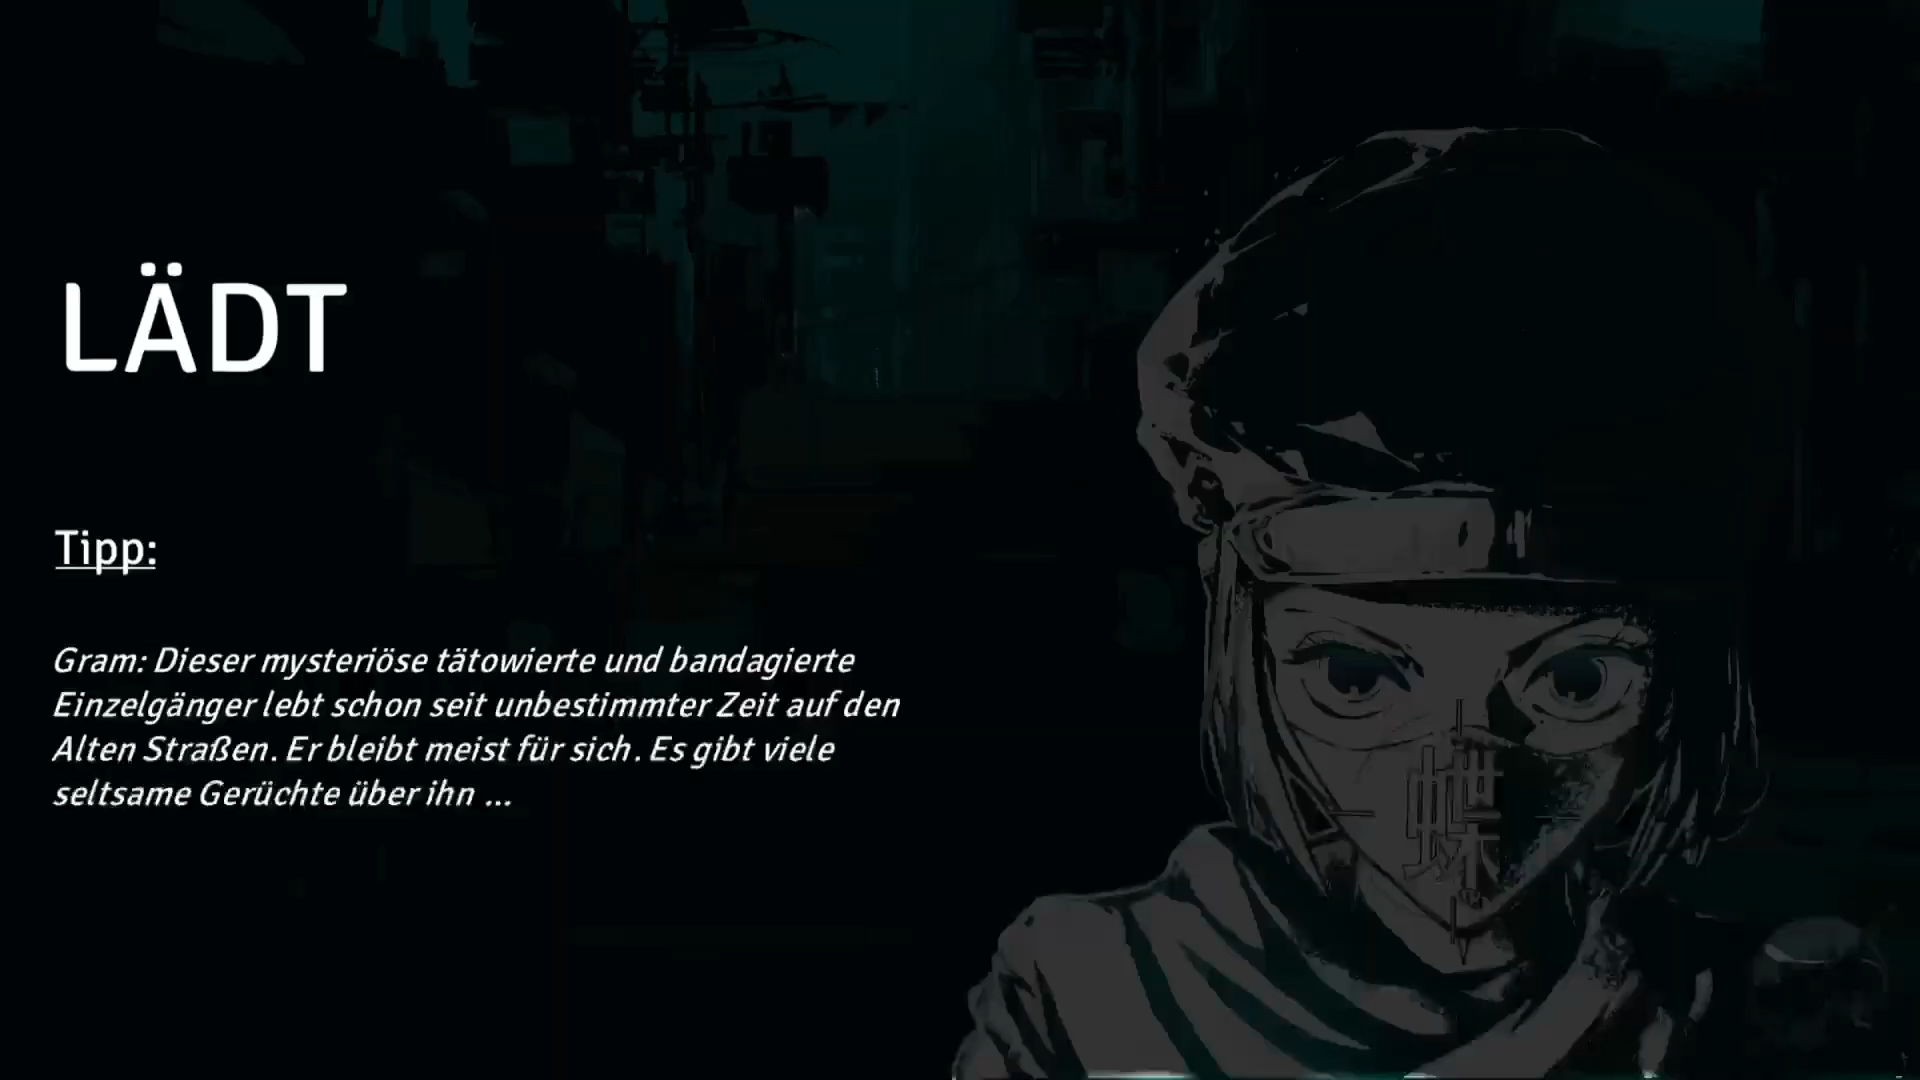 LÄDT
Tipp:
Gram: Dieser mysteriöse tätowierte und bandagierte
Einzelgänger lebt schon seit unbestimmter Zeit auf den
Alten Straßen. Er bleibt meist für sich. Es gibt viele
seltsame Gerüchte über ihn ...